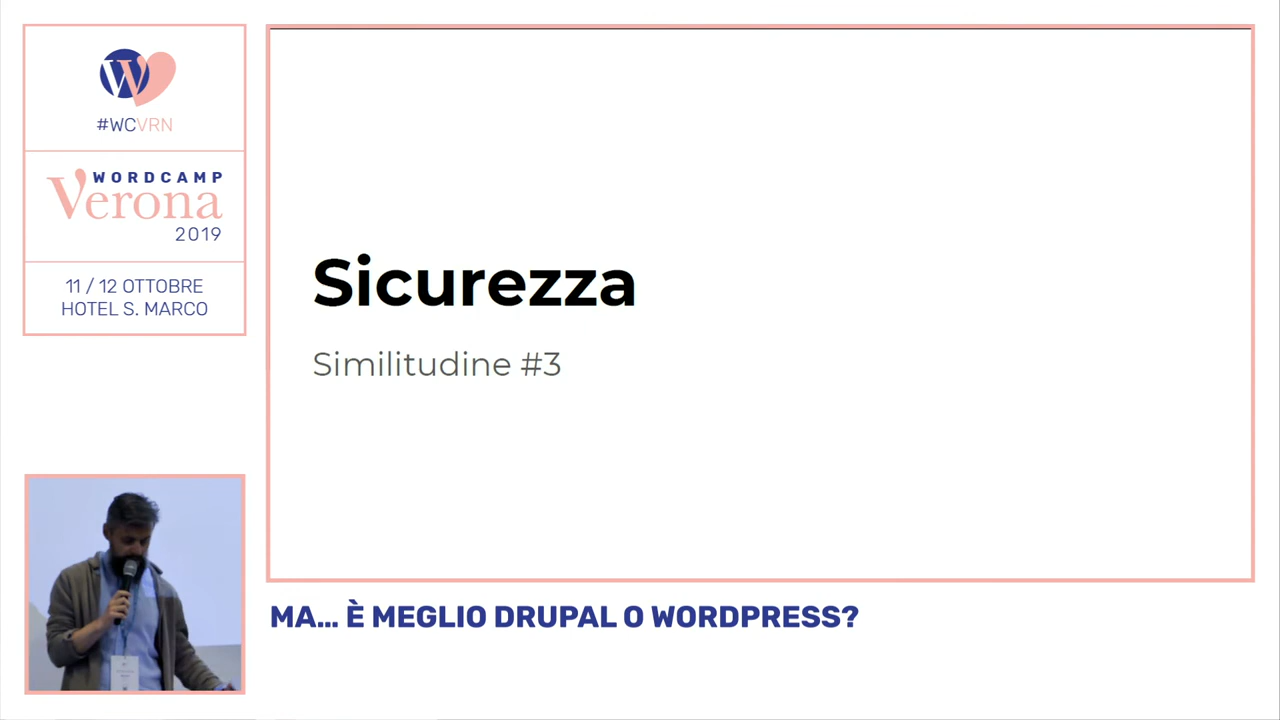 #WCVRN
WORDCAMP
Verona
2019
11 / 12 OTTOBRE
HOTEL S. MARCO
Sicurezza
Similitudine #3
MA... È MEGLIO DRUPAL O WORDPRESS?